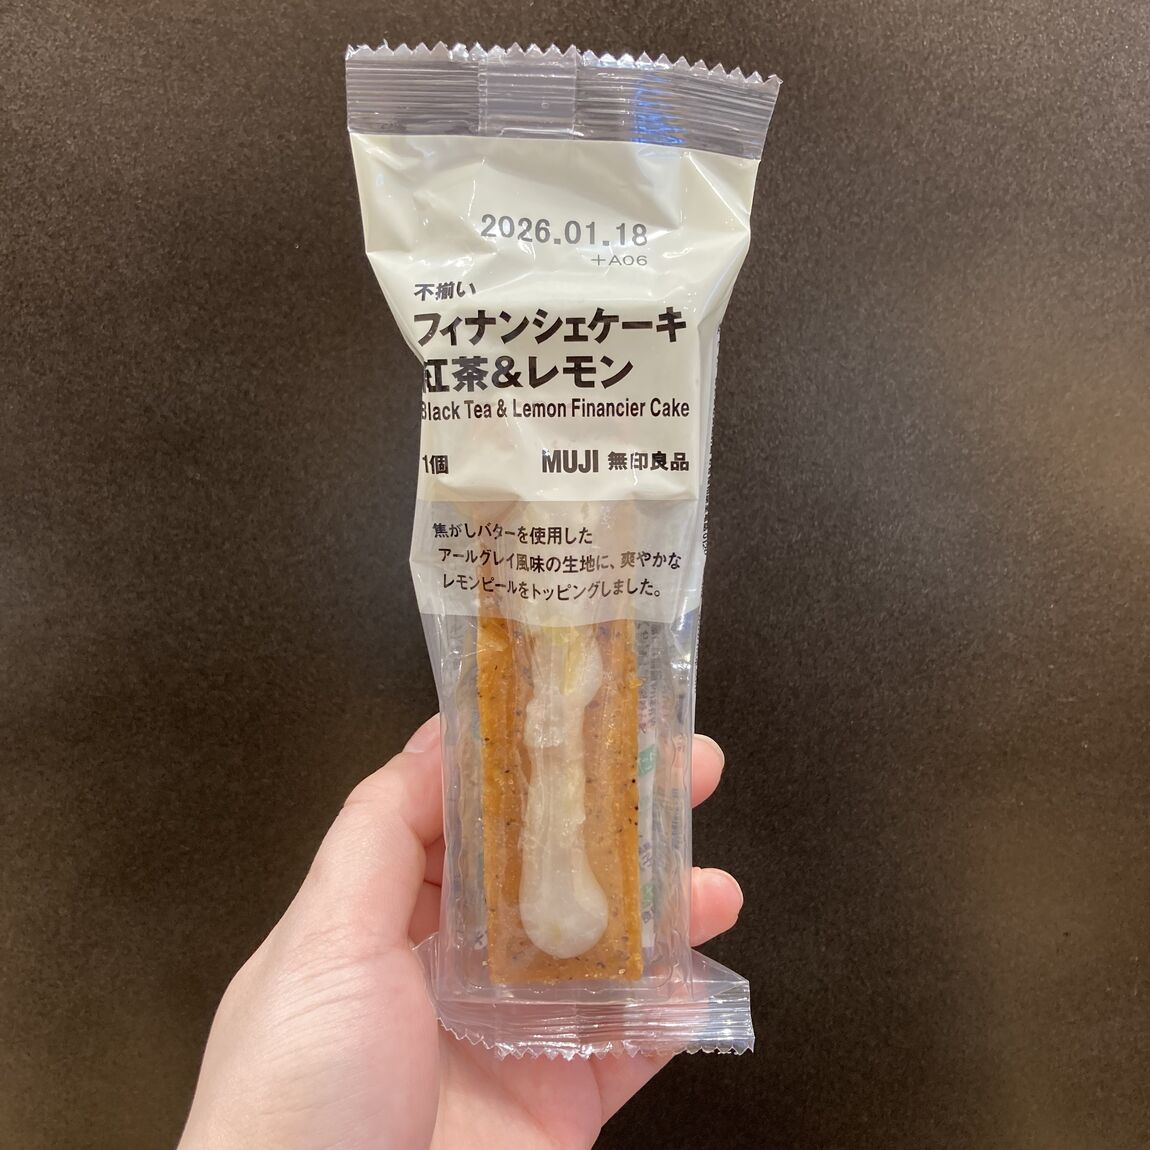 2026.01.18
+A06
不揃い
フィナンシェケーキ
紅茶&レモン
Black Tea & Lemon Financier Cake
1個
MUJI 無印良品
焦がしバターを使用した
アールグレイ風味の生地に、爽やかな
レモンピールをトッピングしました。